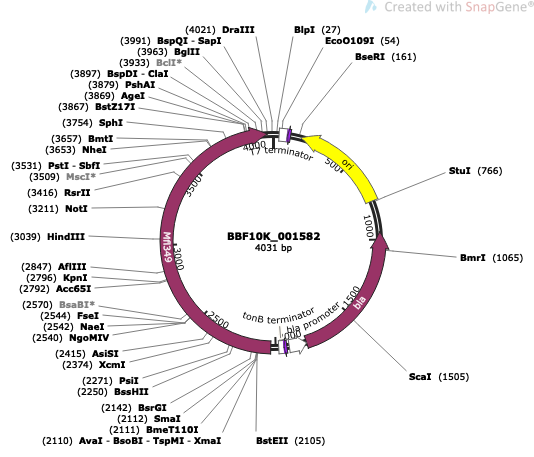 Created with SnapGene®
(4021) DraIII
(3991) BspQI - SapI
(3963) BglII
(3933) BclI*
(3897) BspDI - ClaI
(3879) PshAI
(3869) AgeI
(3867) BstZ17I
(3754) SphI
(3657) BmtI
(3653) NheI
(3531) PstI - SbfI
(3509) MscI*
(3416) RsrII
(3211) NotI
(3039) HindIII
(2847) AflIII
(2796) KpnI
(2792) Acc65I
(2570) BsaBI*
(2544) FseI
(2542) NaeI
(2540) NgoMIV
(2415) AsiSI
(2374) XcmI
(2271) PsiI
(2250) BssHII
(2142) BsrGI
(2112) SmaI
(2111) BmeT110I
(2110) AvaI - BsoBI - TspMI - XmaI
BlpI (27)
EcoO109I (54)
BseRI (161)
StuI (766)
BmrI (1065)
ScaI (1505)
BstEII (2105)
T7 terminator
ori
bla
bla promoter
tonB terminator
BBF10K_001582
4031 bp
500
1000
1500
2500
3000
3500
4000